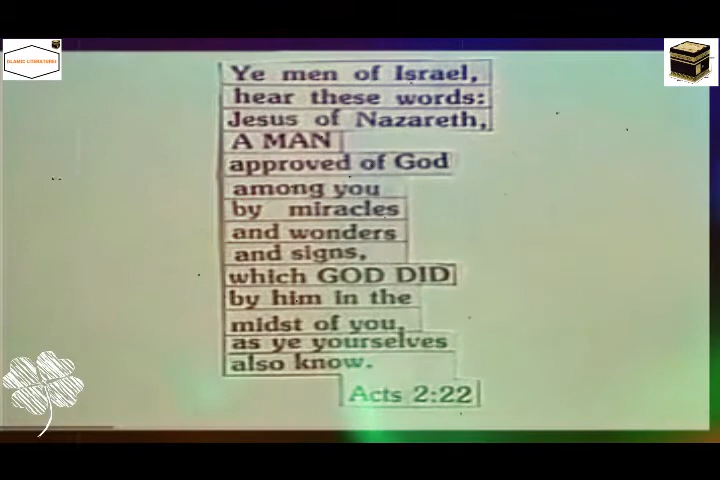 ISLAMIC LITERATURE!
Ye men of Israel,
hear these words:
Jesus of Nazareth,
A MAN
approved of God
among you
by miracles
and wonders
and signs,
which GOD DID
by him in the
midst of you,
as ye yourselves
also know.
Acts 2:22